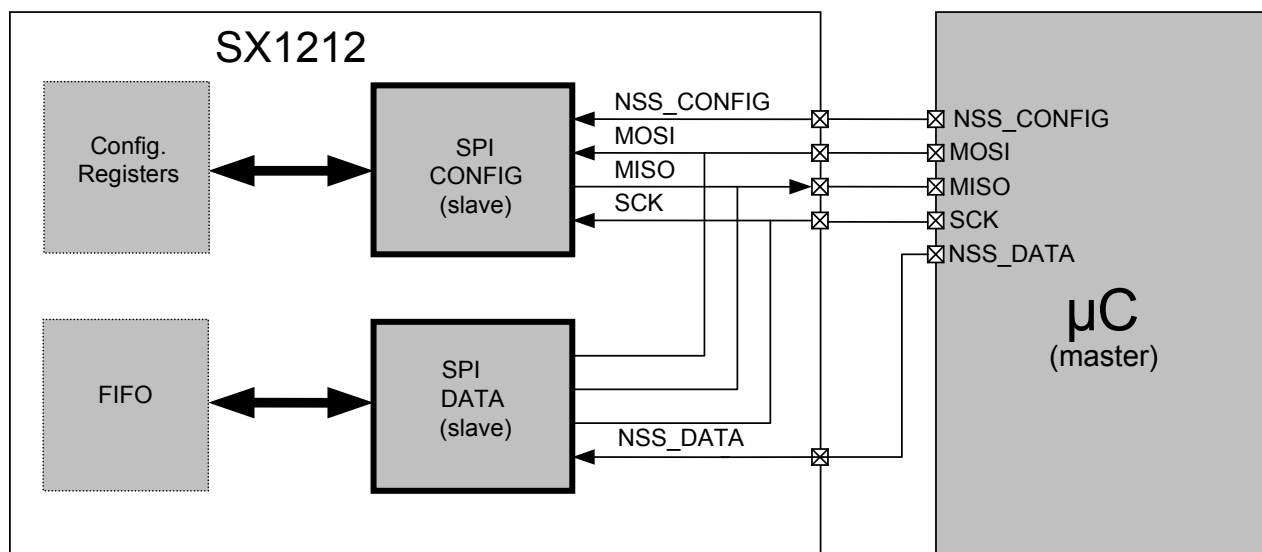 SX1212
Config.
Registers
SPI
CONFIG
(slave)
NSS_CONFIG
MOSI
MISO
SCK
NSS_CONFIG
MOSI
MISO
SCK
NSS_DATA
µC
(master)
FIFO
SPI
DATA
(slave)
NSS_DATA